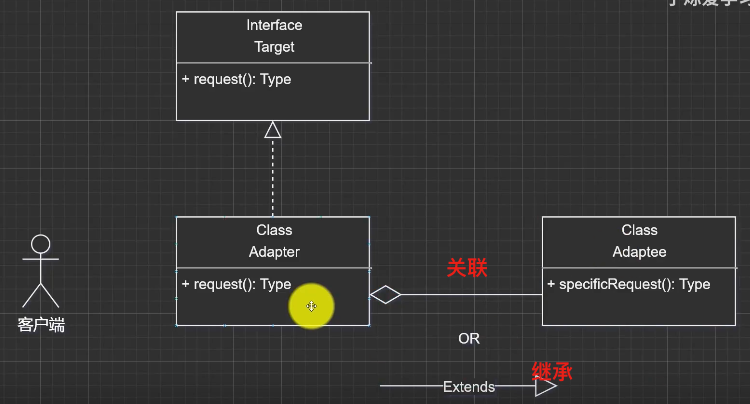 Interface
Target
+ request(): Type
Class
Adapter
+ request(): Type
关联
Class
Adaptee
+ specificRequest(): Type
客户端
OR
继承
Extends